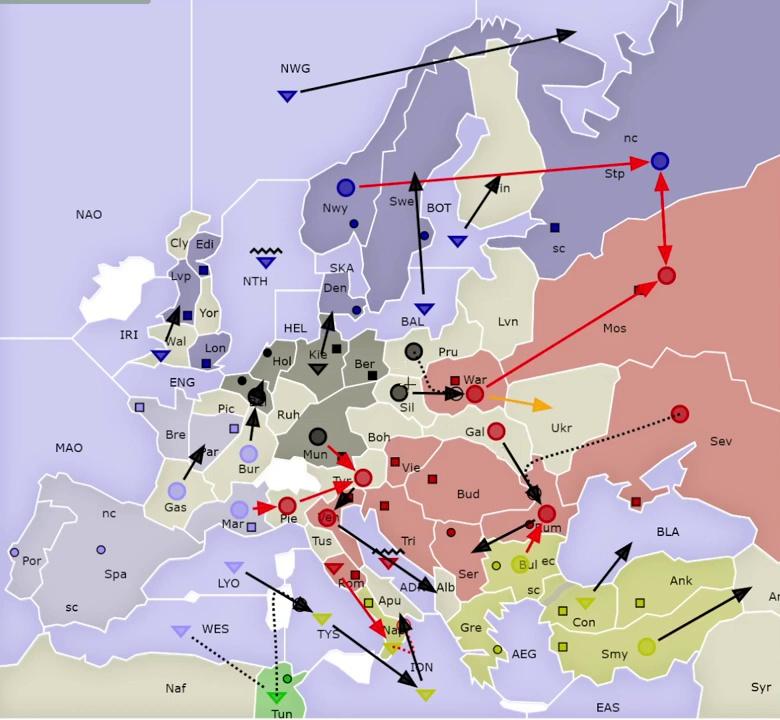 NWG
nc
Stp
Nwy
Swe
BOT
NAO
Cly
Edi
sc
SKA
NTH
Lvp
Den
Mos
Yor
BAL
Lvn
IRI
Wal
HEL
Lon
Kie
Hol
Ber
Pru
War
ENG
Sil
Ukr
Pic
Ruh
Bre
Boh
Gal
Sev
MAO
Par
Mun
Bur
Vie
Tyr
Bud
Gas
nc
Mar
Pie
Ven
Rum
BLA
Por
Tus
Tri
Spa
Ser
Bul
ec
LYO
Rom
Alb
sc
Ank
sc
Apu
Con
WES
TYS
Nap
Gre
Smy
AEG
ION
Naf
Syr
Tun
EAS